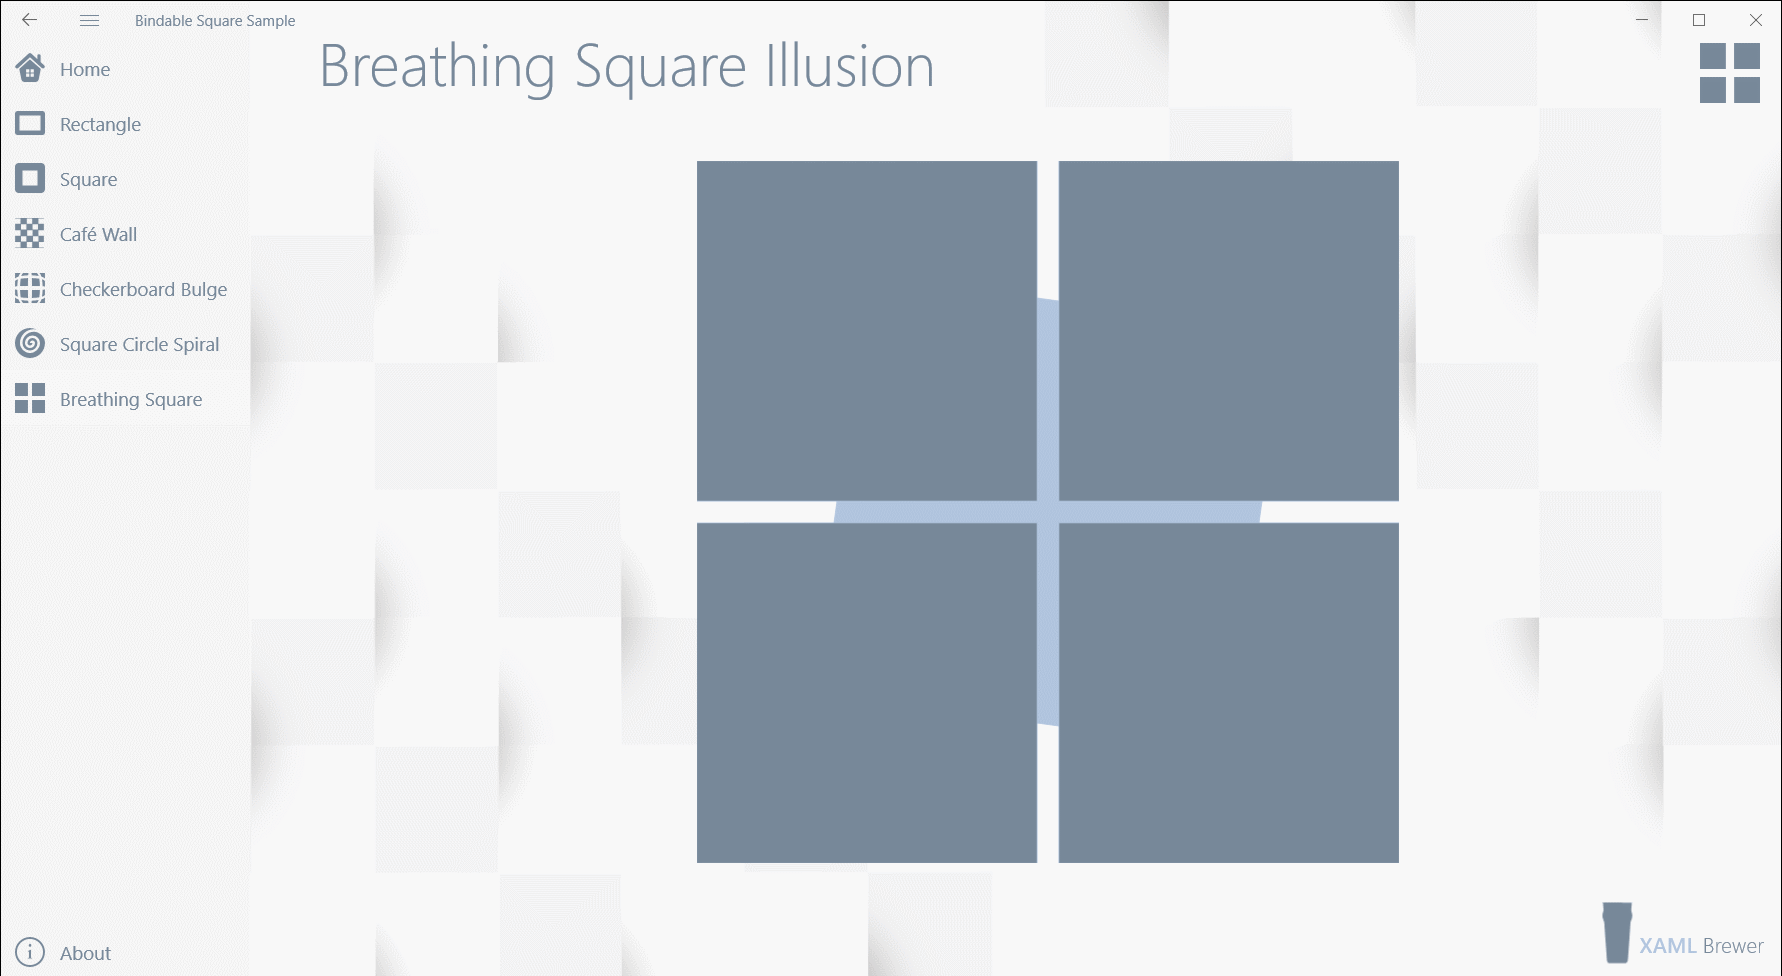 Bindable Square Sample
Breathing Square Illusion
Home
Rectangle
Square
Café Wall
Checkerboard Bulge
Square Circle Spiral
Breathing Square
About
XAML Brewer